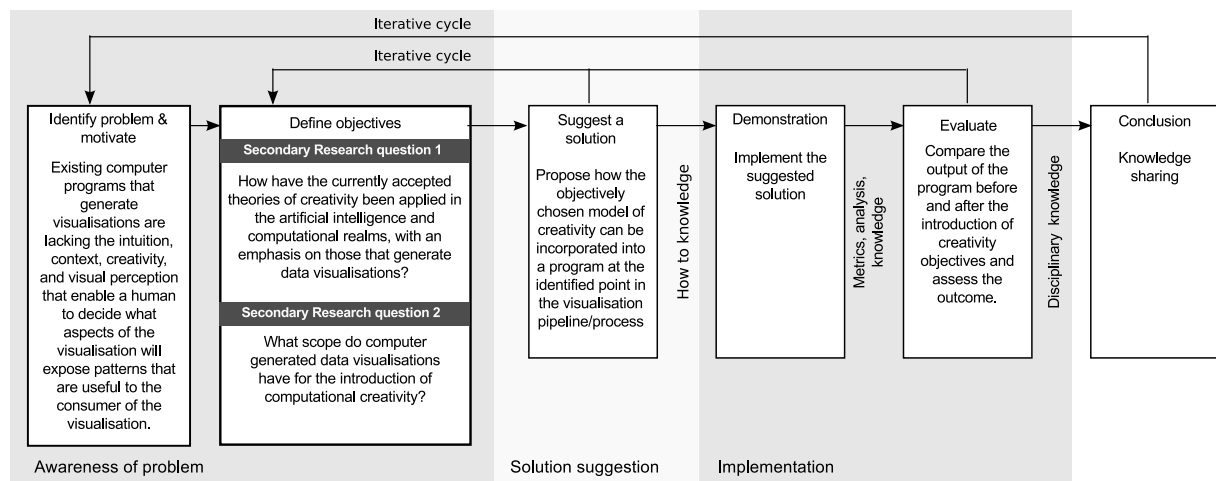 Iterative cycle
Iterative cycle
Identify problem &
motivate
Existing computer
programs that
generate
visualisations are
lacking the intuition,
context, creativity,
and visual perception
that enable a human
to decide what
aspects of the
visualisation will
expose patterns that
are useful to the
consumer of the
visualisation.
Define objectives
Secondary Research question 1
How have the currently accepted
theories of creativity been applied in
the artificial intelligence and
computational realms, with an
emphasis on those that generate
data visualisations?
Secondary Research question 2
What scope do computer
generated data visualisations
have for the introduction of
computational creativity?
Suggest a
solution
Propose how the
objectively
chosen model of
creativity can be
incorporated into
a program at the
identified point in
the visualisation
pipeline/process
How to knowledge
Demonstration
Implement the
suggested
solution
Metrics, analysis,
knowledge
Evaluate
Compare the
output of the
program before
and after the
introduction of
creativity
objectives and
assess the
outcome.
Disciplinary knowledge
Conclusion
Knowledge
sharing
Awareness of problem
Solution suggestion
Implementation